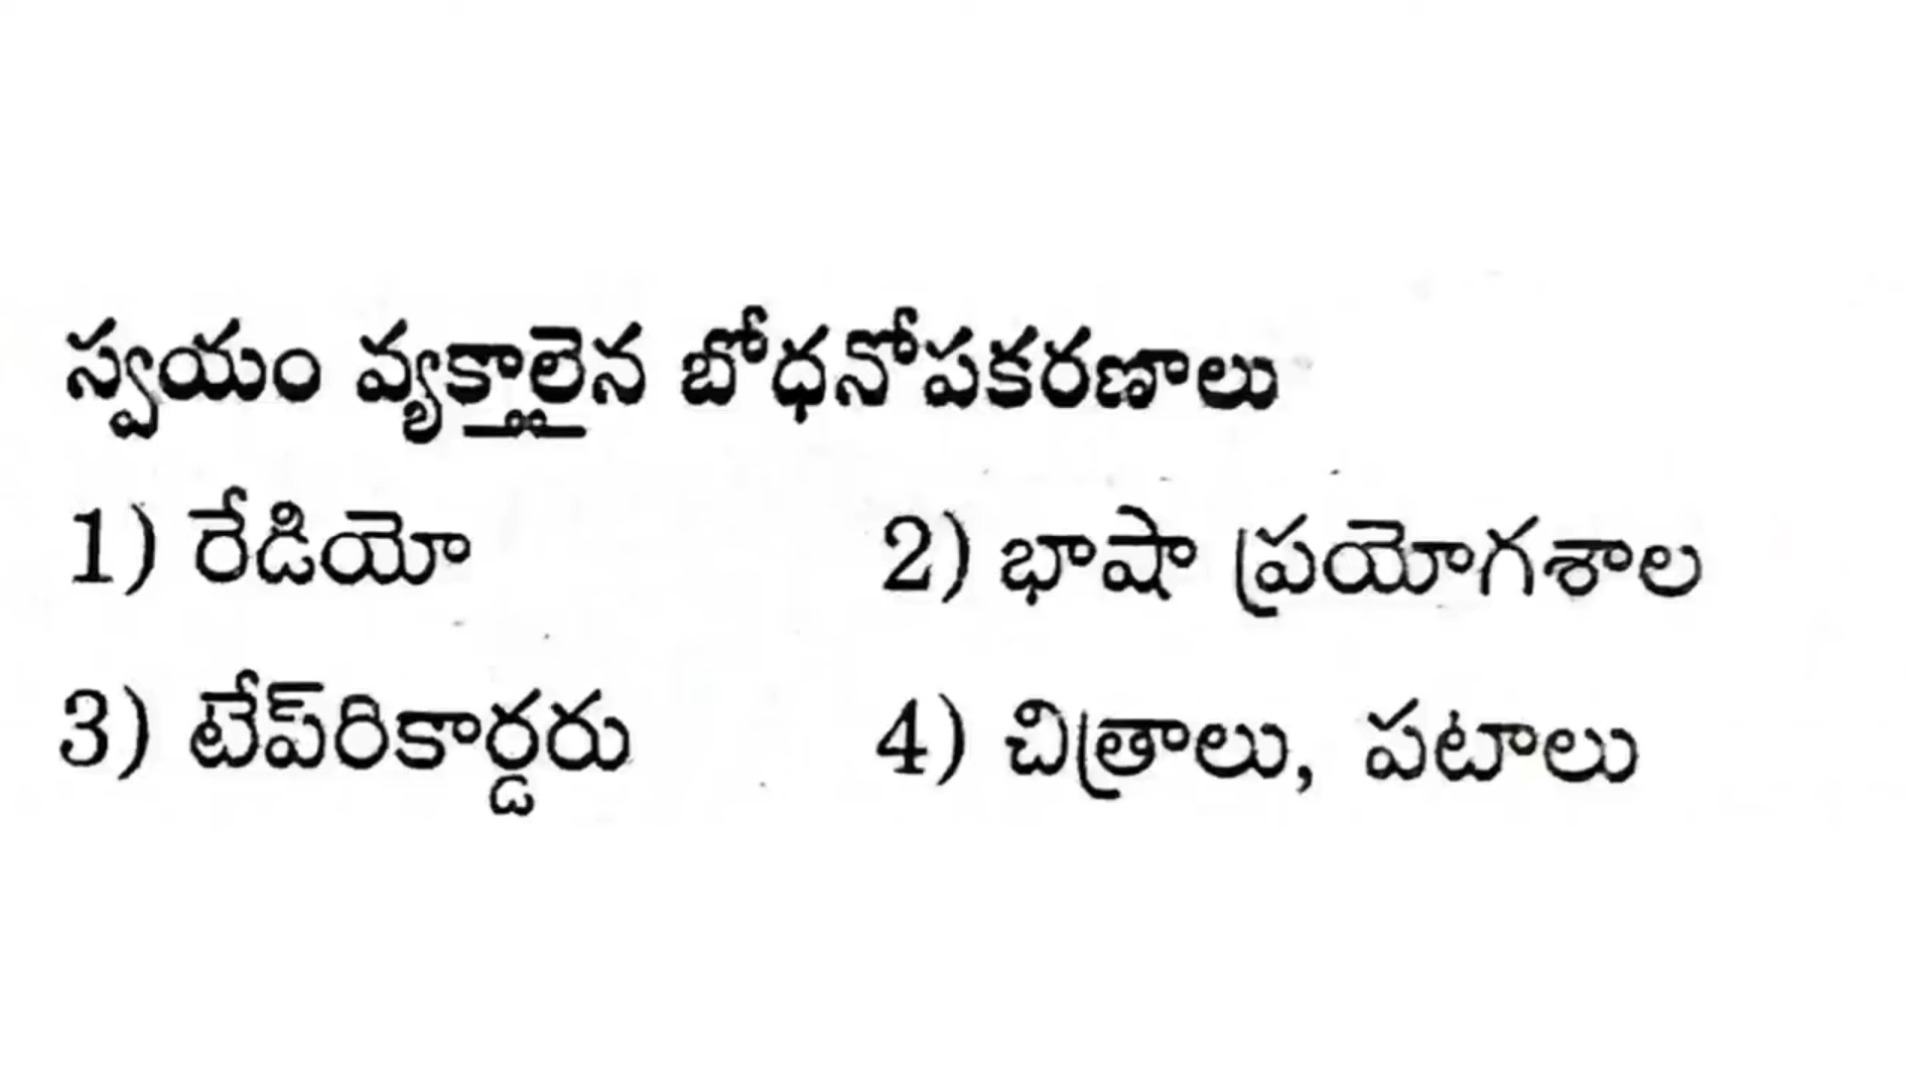 స్వయం వ్యక్తాలైన బోధనోపకరణాలు
1) రేడియో 2) భాషా ప్రయోగశాల
3) టేప్‌రికార్డరు 4) చిత్రాలు, పటాలు